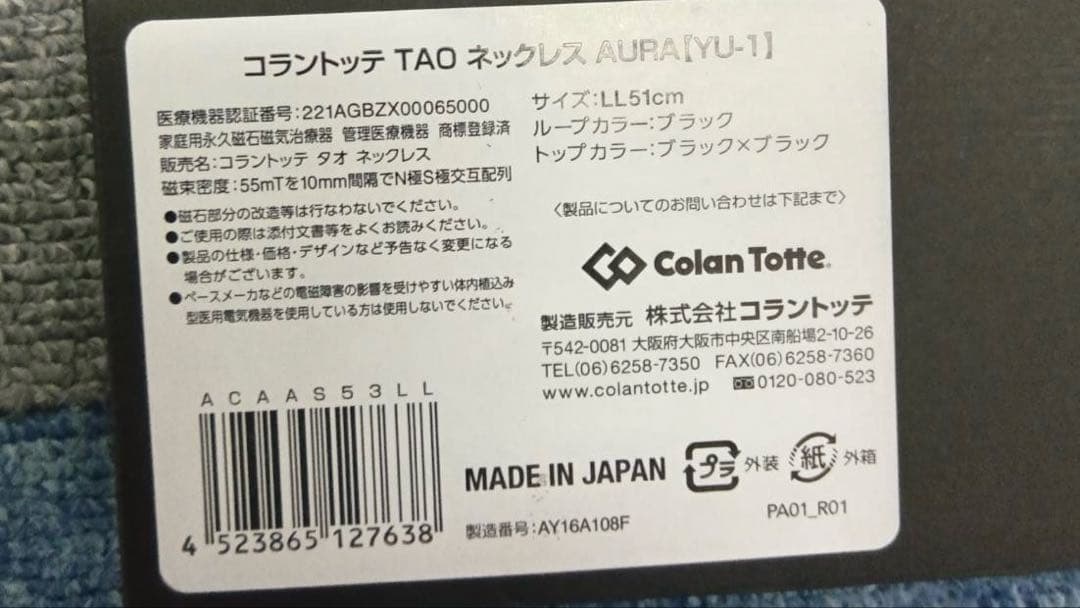 コラントッテ TAO ネックレス AURA【YU-1】
医療機器認証番号:221AGBZX00065000
家庭用永久磁石磁気治療器 管理医療機器 商標登録済
販売名:コラントッテ タオ ネックレス
磁束密度:55mTを10mm間隔でN極S極交互配列
●磁石部分の改造等は行なわないでください。
●ご使用の際は添付文書等をよくお読みください。
●製品の仕様・価格・デザインなど予告なく変更になる
場合がございます。
●ペースメーカなどの電磁障害の影響を受けやすい体内植込み
型医用電気機器を使用している方は使用しないでください。
サイズ:LL51cm
ループカラー:ブラック
トップカラー:ブラック×ブラック
〈製品についてのお問い合わせは下記まで〉
Colan Totte®
製造販売元 株式会社コラントッテ
〒542-0081 大阪府大阪市中央区南船場2-10-26
TEL(06)6258-7350 FAX(06)6258-7360
www.colantotte.jp 0120-080-523
ACAAS53LL
4 523865 127638
MADE IN JAPAN
プラ 外装
紙 外箱
製造番号:AY16A108F
PA01_R01